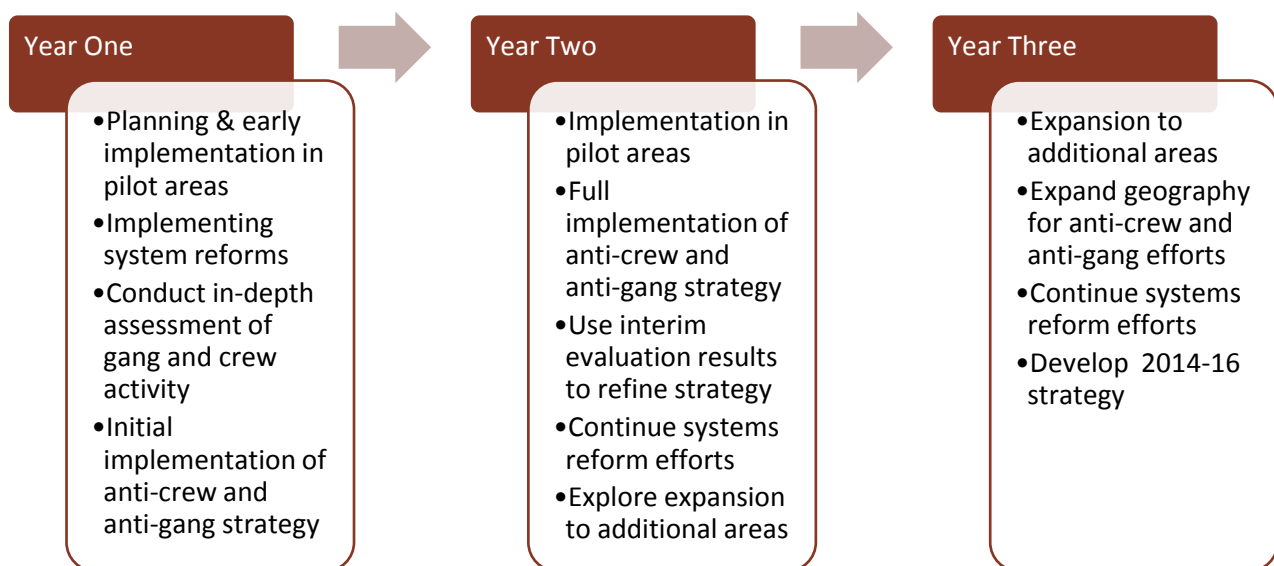 Year One
•Planning & early
implementation in
pilot areas
•Implementing
system reforms
•Conduct in-depth
assessment of
gang and crew
activity
•Initial
implementation of
anti-crew and
anti-gang strategy
Year Two
•Implementation in
pilot areas
•Full
implementation of
anti-crew and
anti-gang strategy
•Use interim
evaluation results
to refine strategy
•Continue systems
reform efforts
•Explore expansion
to additional areas
Year Three
•Expansion to
additional areas
•Expand geography
for anti-crew and
anti-gang efforts
•Continue systems
reform efforts
•Develop 2014-16
strategy